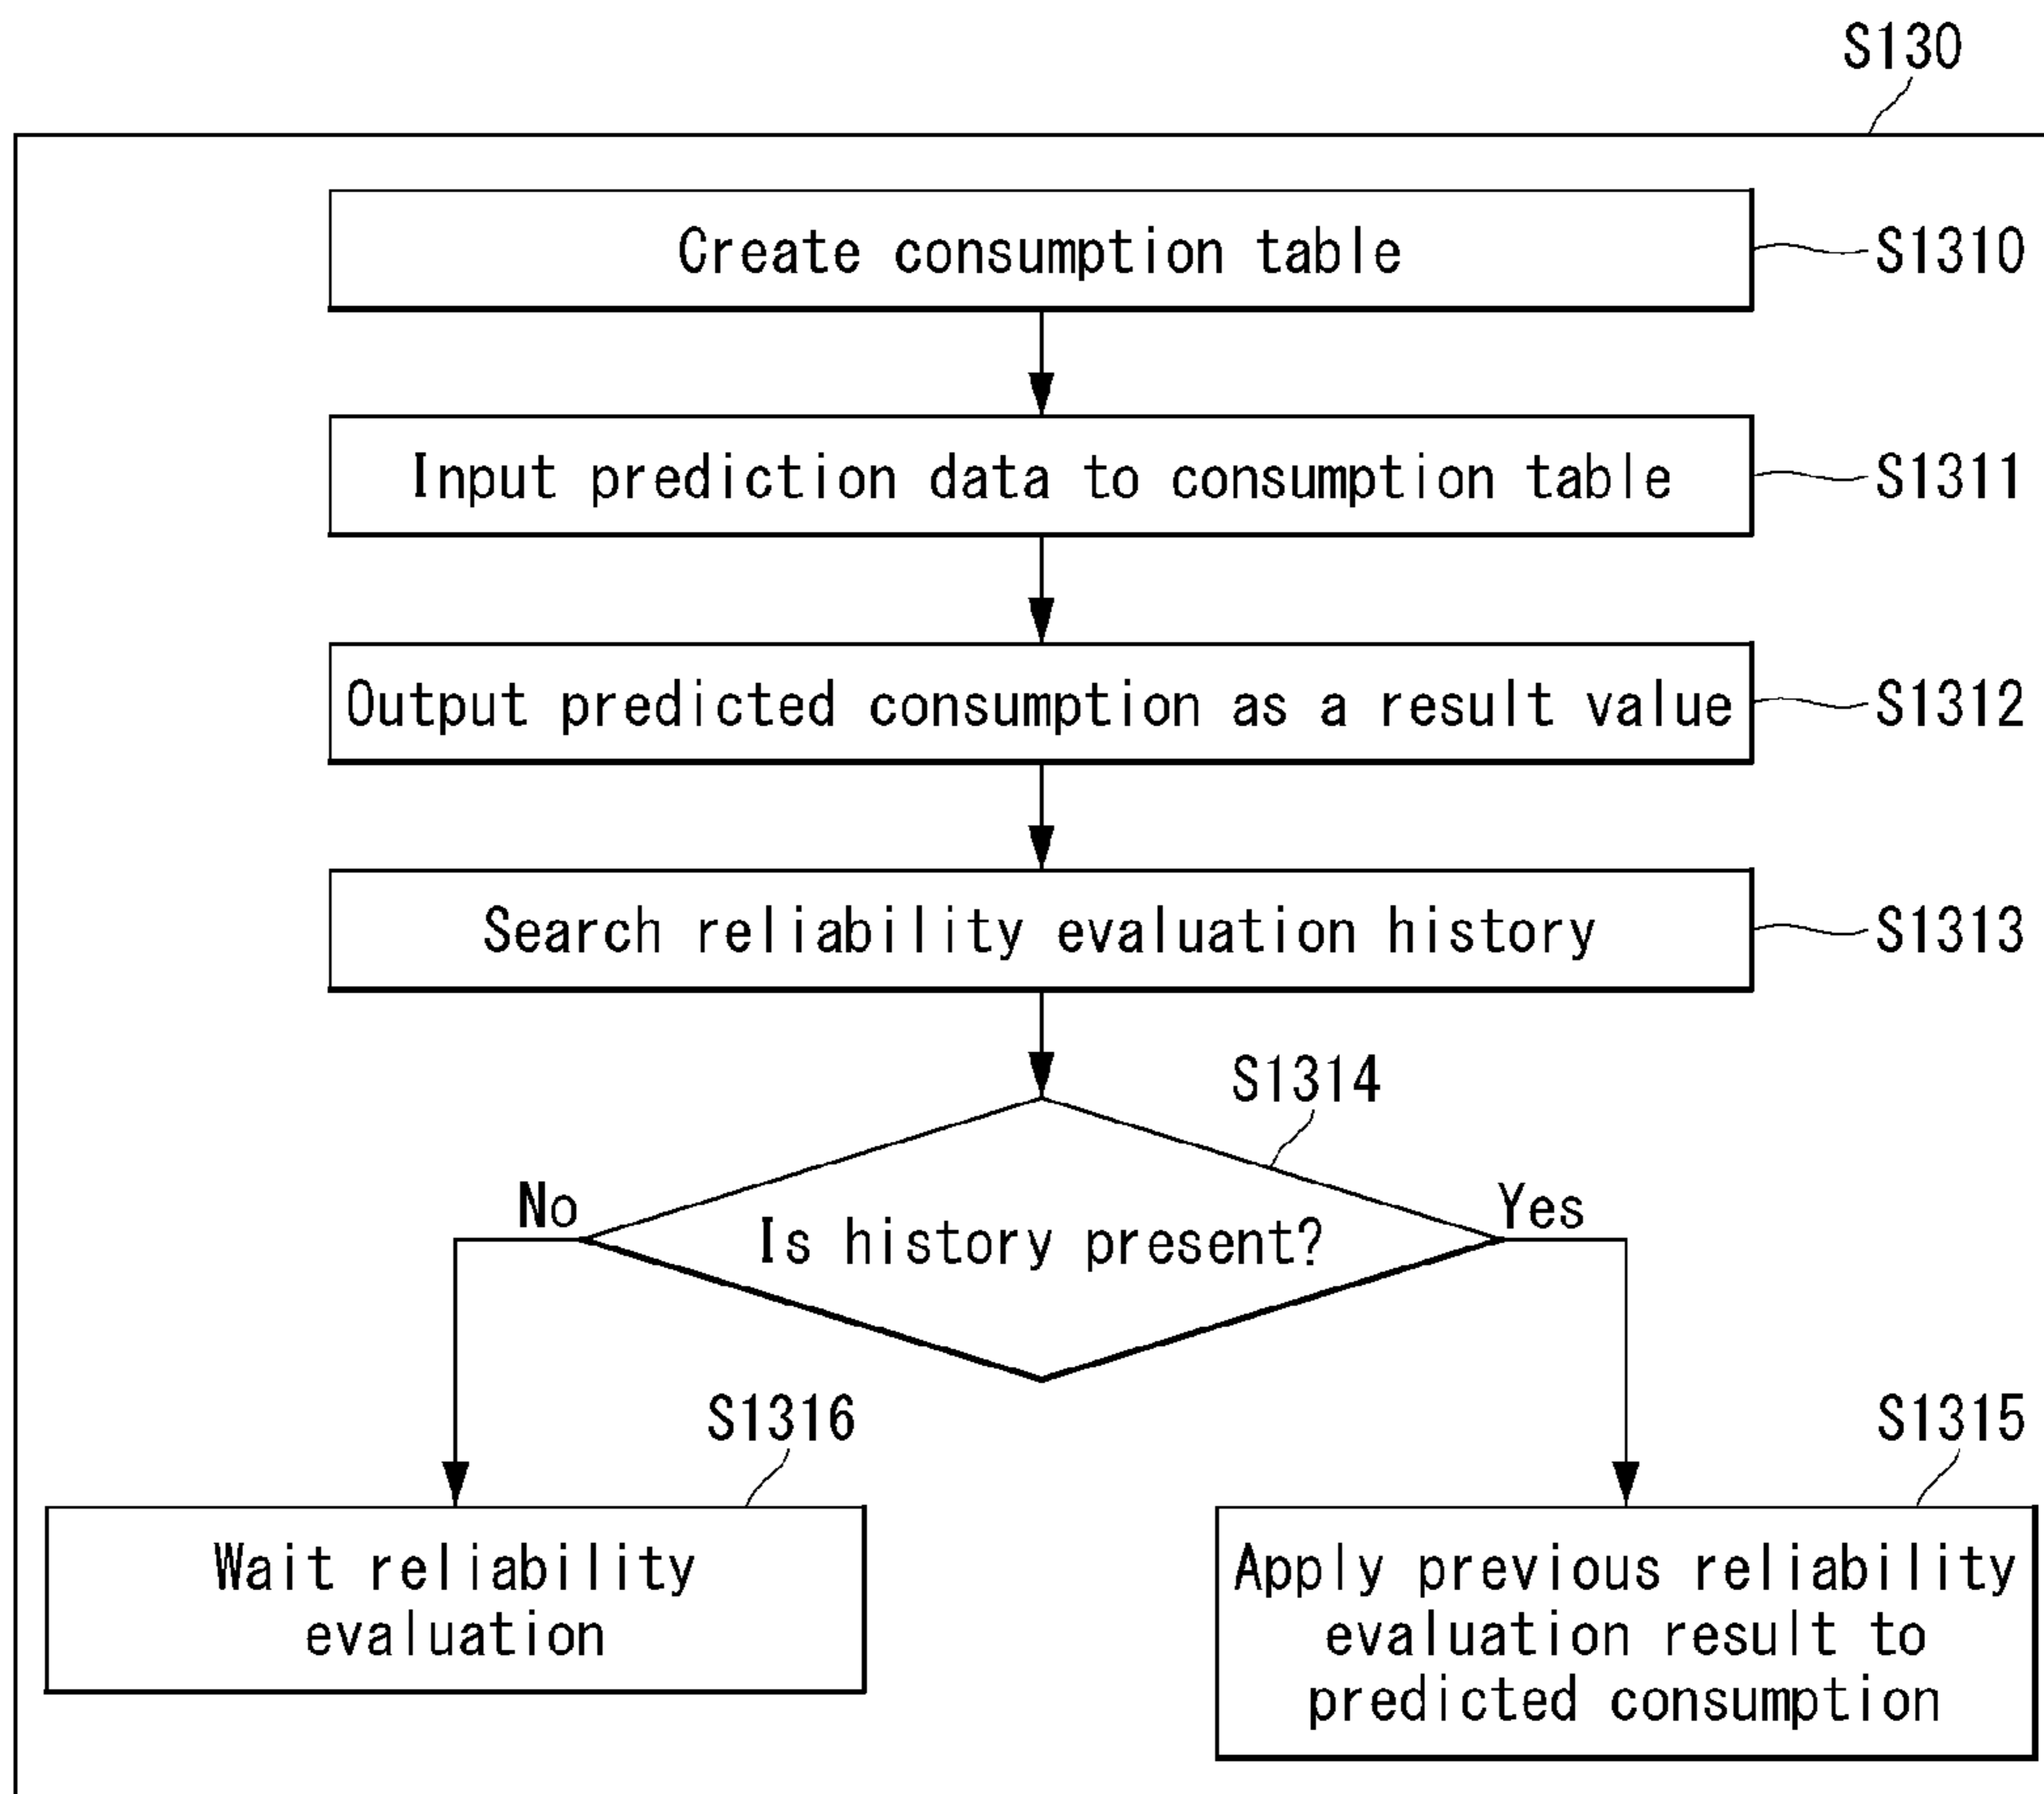 S130
Create consumption table
S1310
Input prediction data to consumption table
S1311
Output predicted consumption as a result value
S1312
Search reliability evaluation history
S1313
S1314
No
Is history present?
Yes
S1316
Wait reliability
evaluation
S1315
Apply previous reliability
evaluation result to
predicted consumption